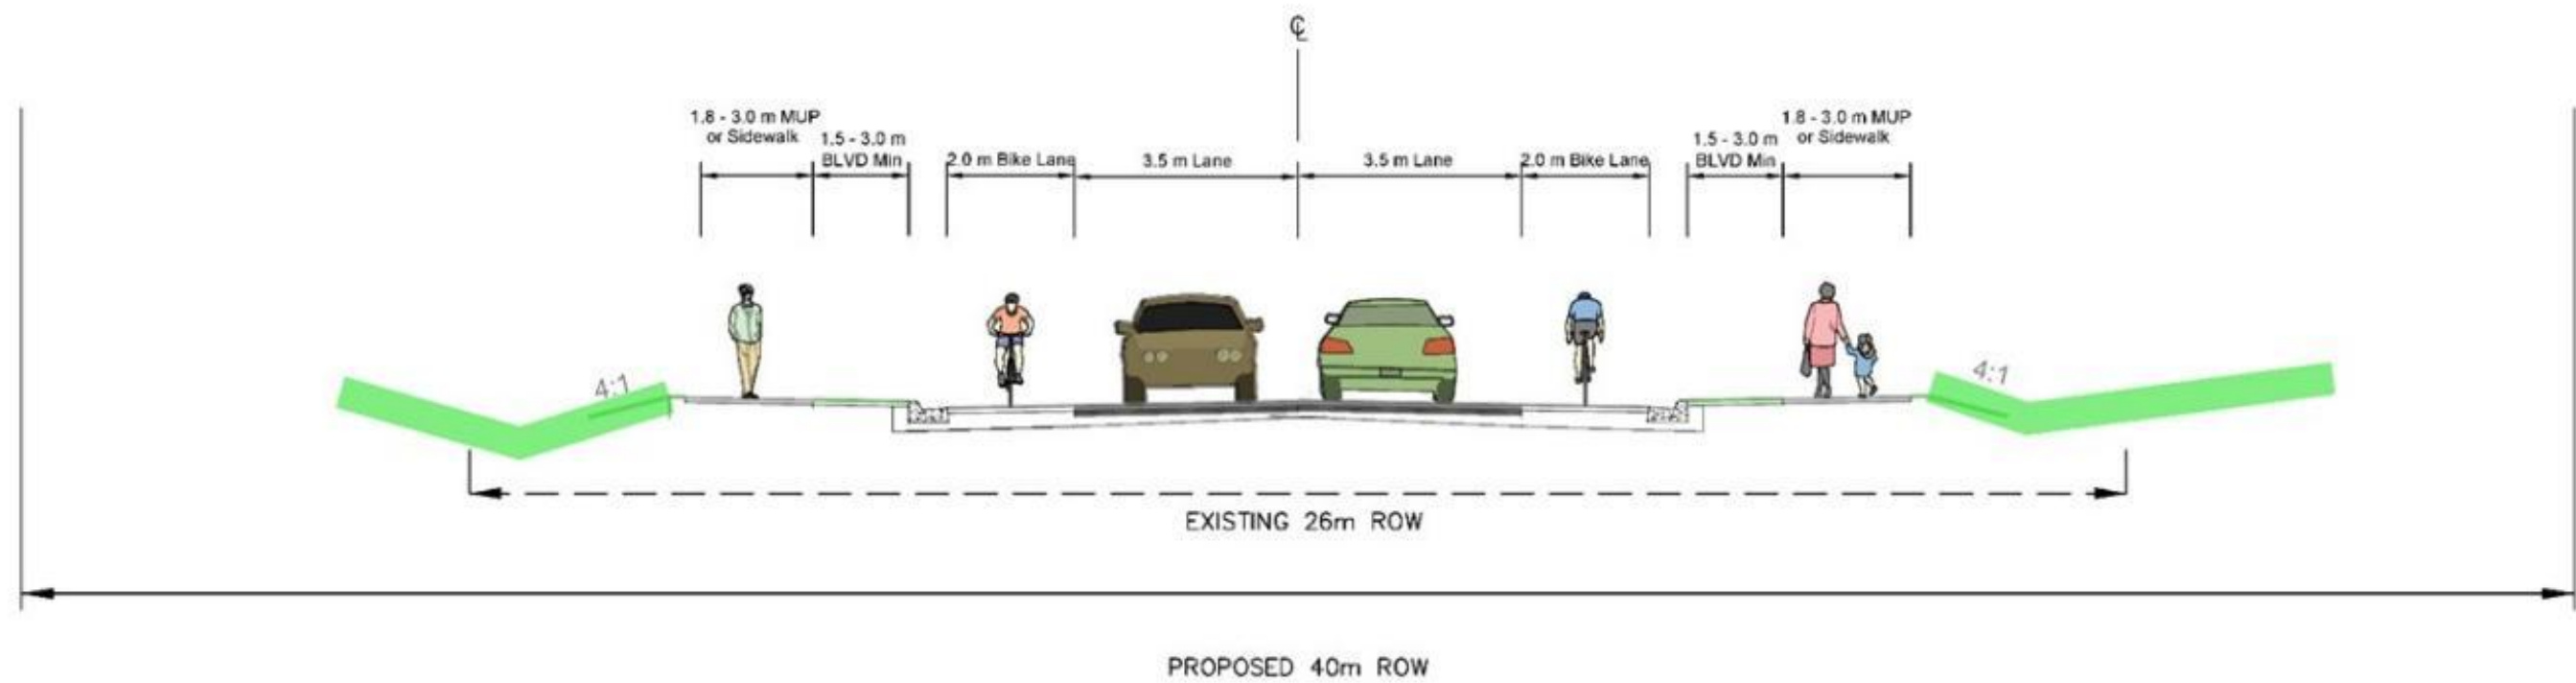 ℄
1.8 - 3.0 m MUP
or Sidewalk
1.5 - 3.0 m
BLVD Min
2.0 m Bike Lane
3.5 m Lane
3.5 m Lane
2.0 m Bike Lane
1.5 - 3.0 m
BLVD Min
1.8 - 3.0 m MUP
or Sidewalk
4:1
4:1
EXISTING 26m ROW
PROPOSED 40m ROW